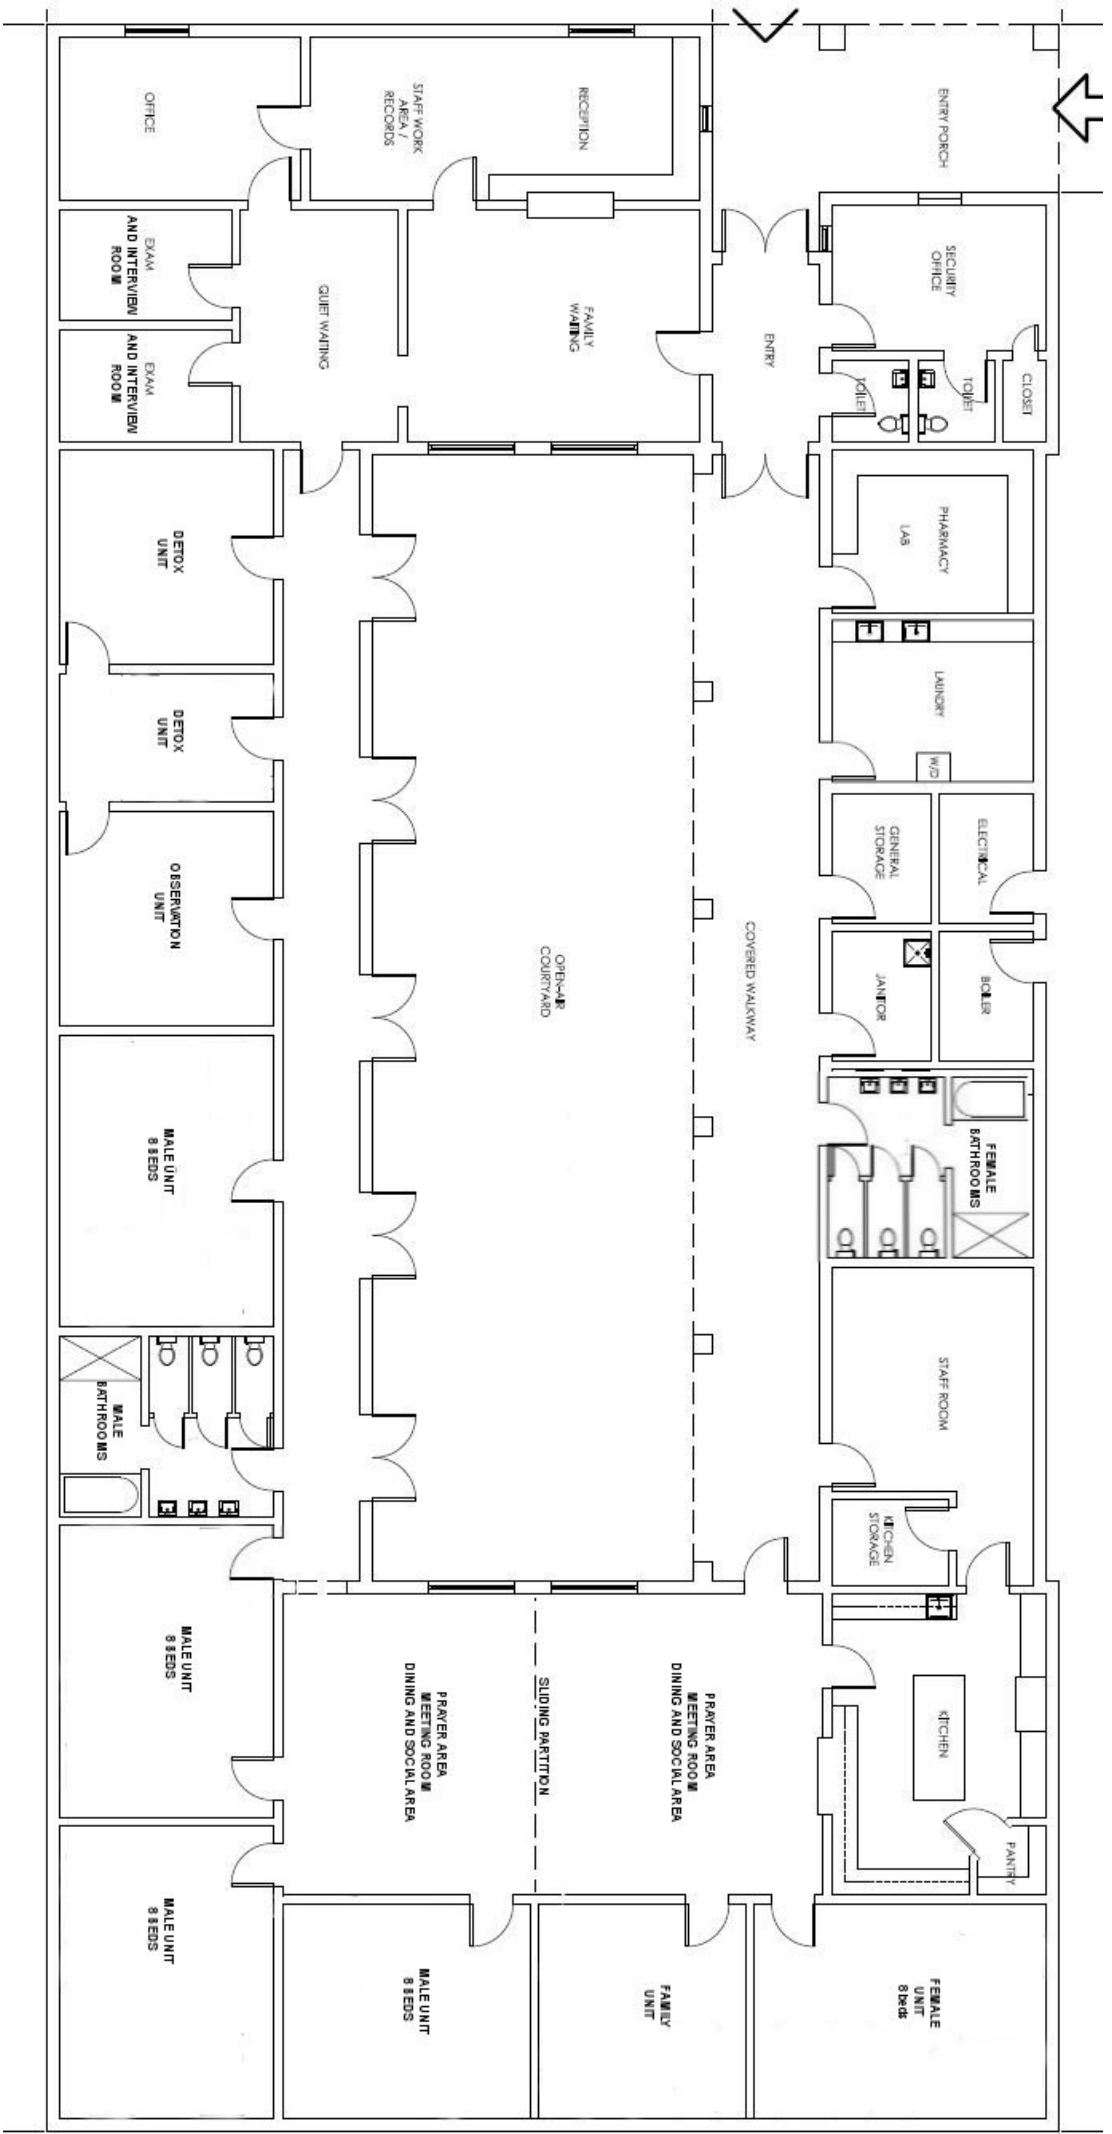 OFFICE
STAFF WORK
AREA /
RECORDS
RECEPTION
ENTRY PORCH
EXAM
AND INTERVIEW
ROOM
EXAM
AND INTERVIEW
ROOM
QUIET WAITING
FAMILY
WAITING
ENTRY
SECURITY
OFFICE
TOILET
TOILET
CLOSET
DETOX
UNIT
PHARMACY
LAB
LAUNDRY
W/D
DETOX
UNIT
OBSERVATION
UNIT
GENERAL
STORAGE
ELECTRICAL
OPEN-AIR
COURTYARD
COVERED WALKWAY
JANITOR
BOILER
MALE UNIT
8 BEDS
FEMALE
BATHROOMS
MALE
BATHROOMS
STAFF ROOM
KITCHEN
STORAGE
MALE UNIT
8 BEDS
PRAYER AREA
MEETING ROOM
DINING AND SOCIAL AREA
SLIDING PARTITION
PRAYER AREA
MEETING ROOM
DINING AND SOCIAL AREA
KITCHEN
PANTRY
MALE UNIT
8 BEDS
MALE UNIT
8 BEDS
FAMILY
UNIT
FEMALE
UNIT
8 beds